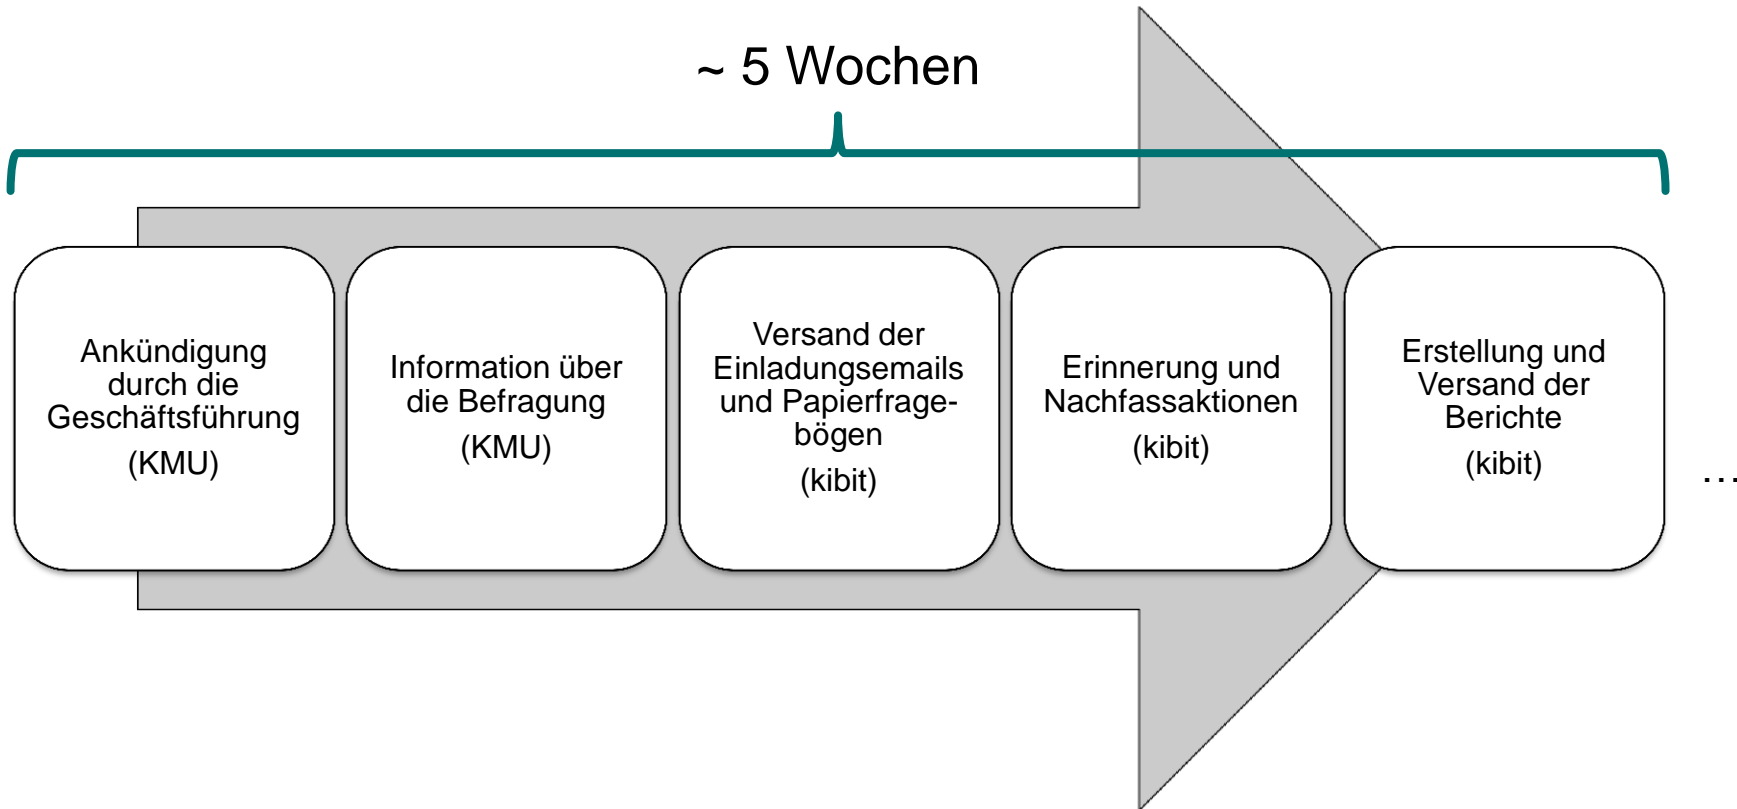 ~ 5 Wochen
Ankündigung
durch die
Geschäftsführung
(KMU)
Information über
die Befragung
(KMU)
Versand der
Einladungsemails
und Papierfrage-
bögen
(kibit)
Erinnerung und
Nachfassaktionen
(kibit)
Erstellung und
Versand der
Berichte
(kibit)
…